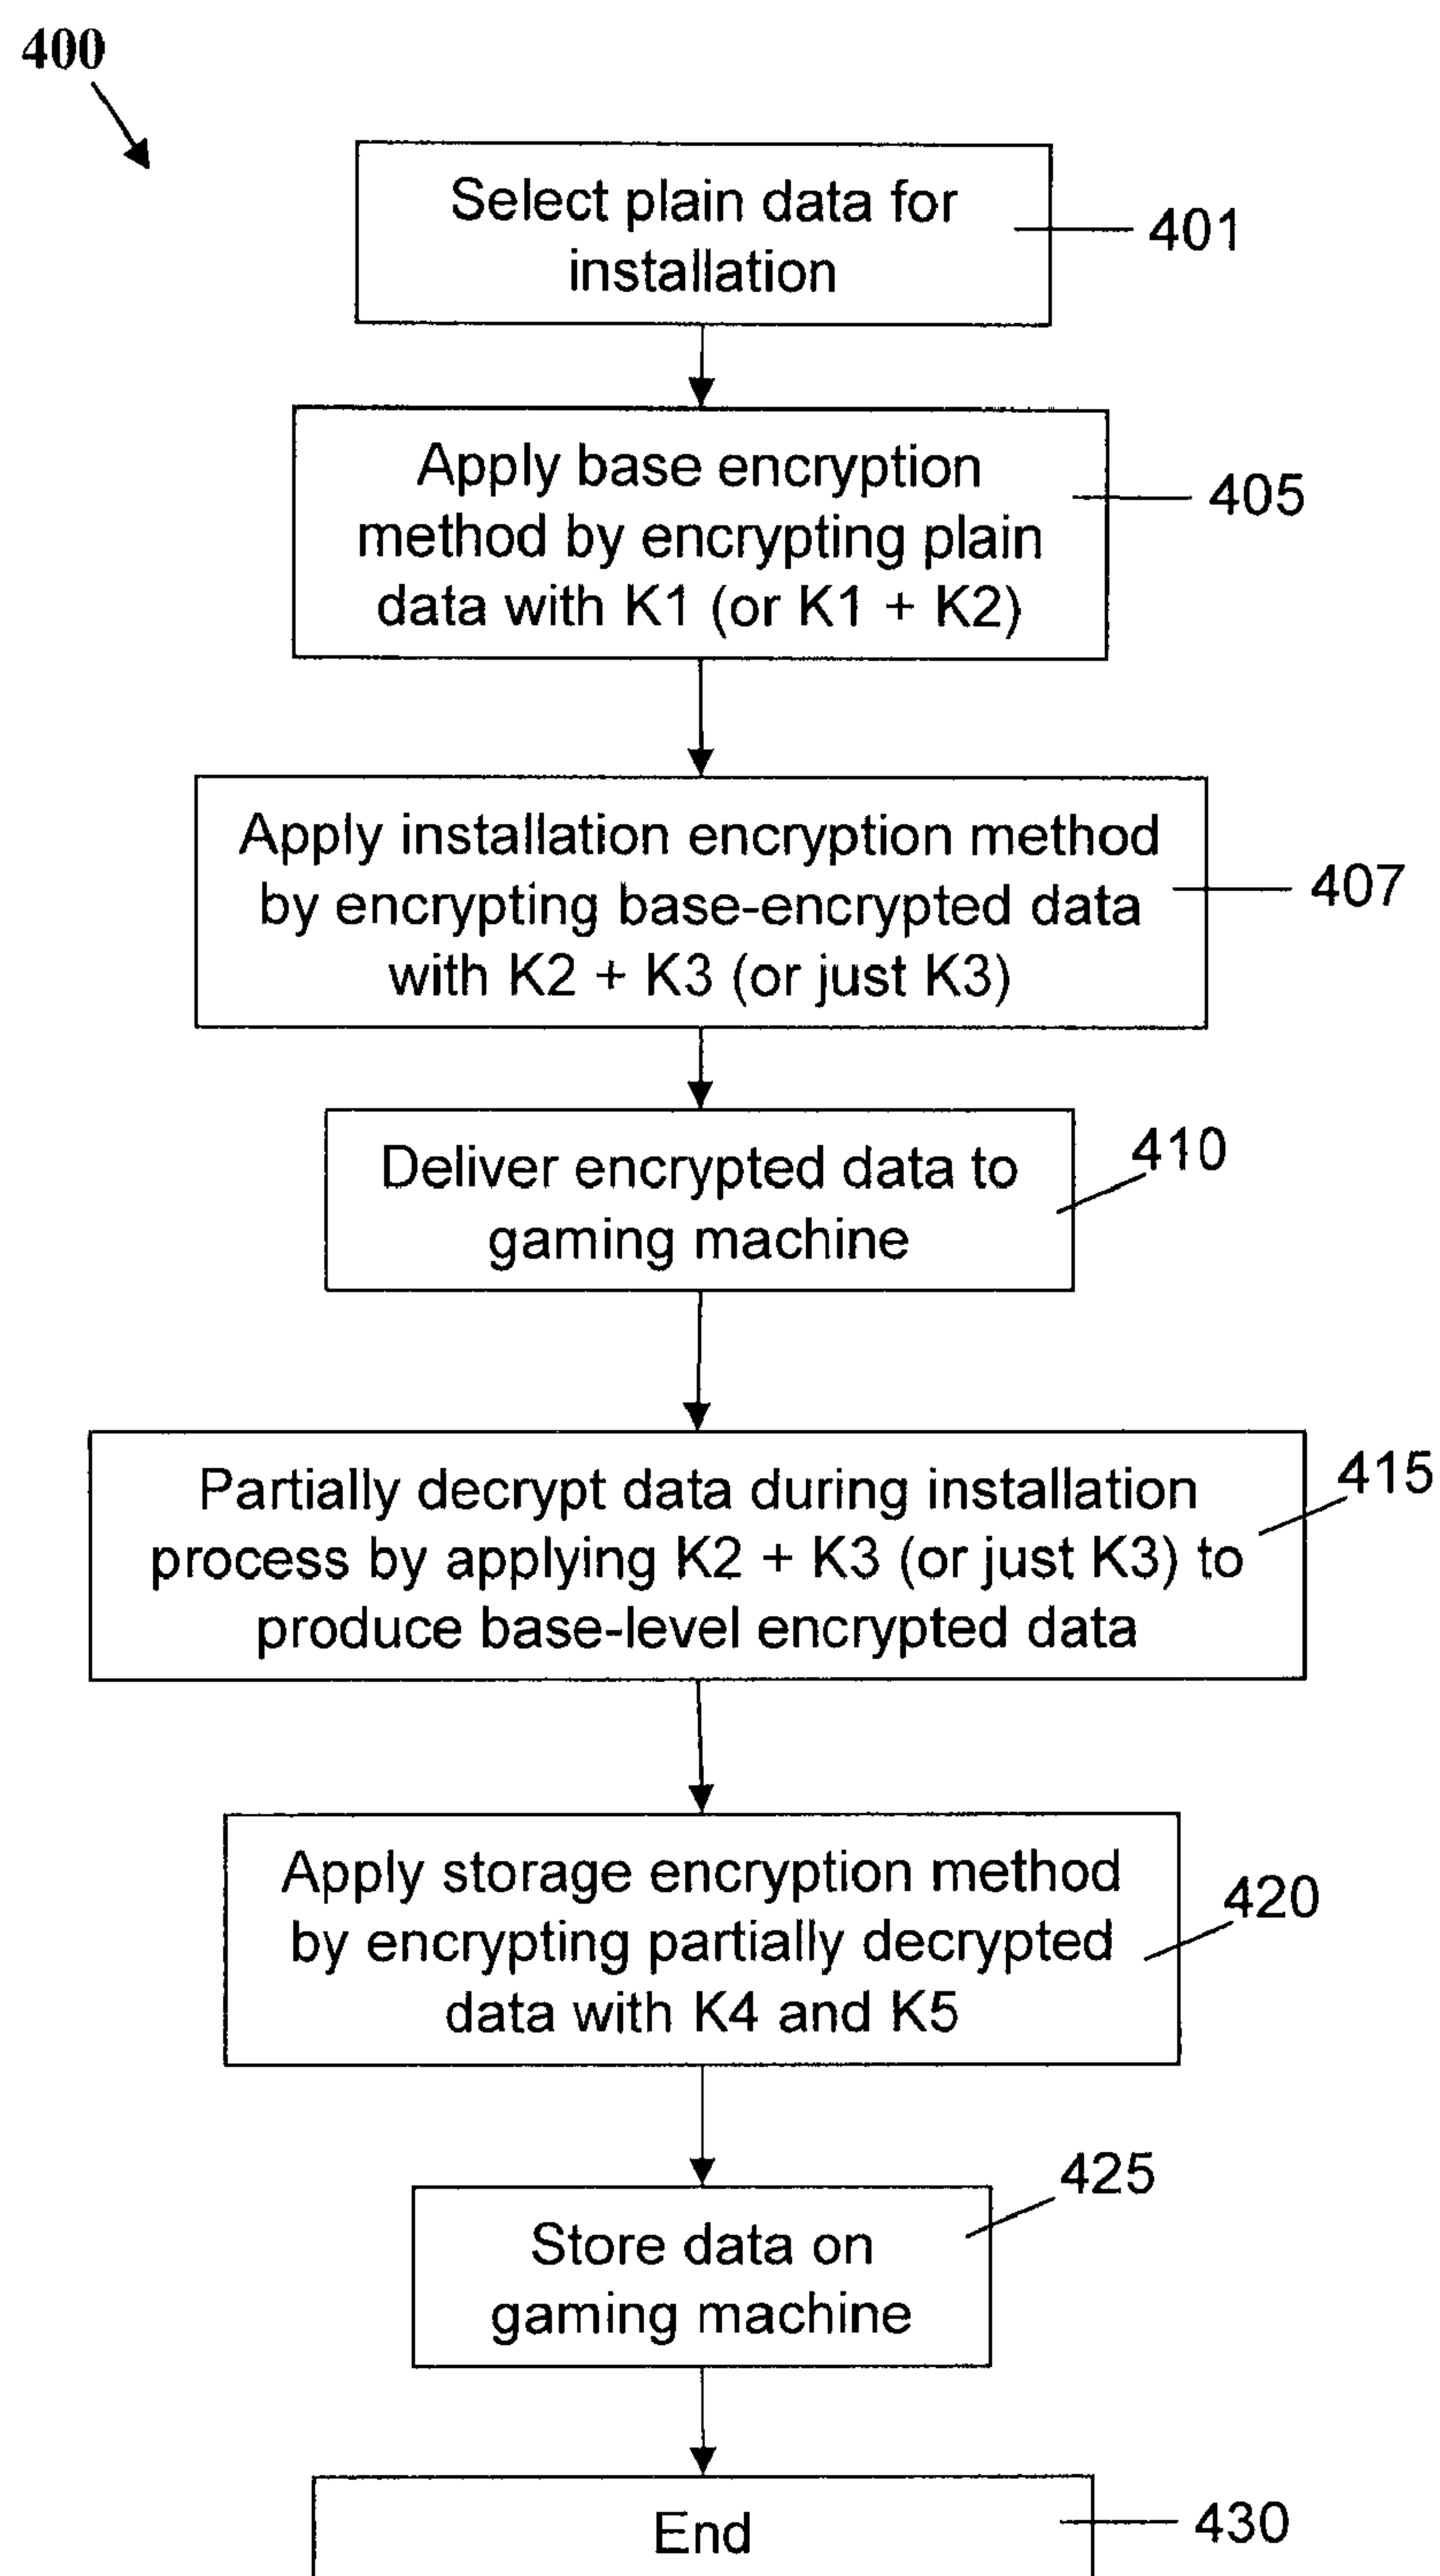 400
Select plain data for
installation
401
Apply base encryption
method by encrypting plain
data with K1 (or K1 + K2)
405
Apply installation encryption method
by encrypting base-encrypted data
with K2 + K3 (or just K3)
407
Deliver encrypted data to
gaming machine
410
Partially decrypt data during installation
process by applying K2 + K3 (or just K3) to
produce base-level encrypted data
415
Apply storage encryption method
by encrypting partially decrypted
data with K4 and K5
420
Store data on
gaming machine
425
End
430